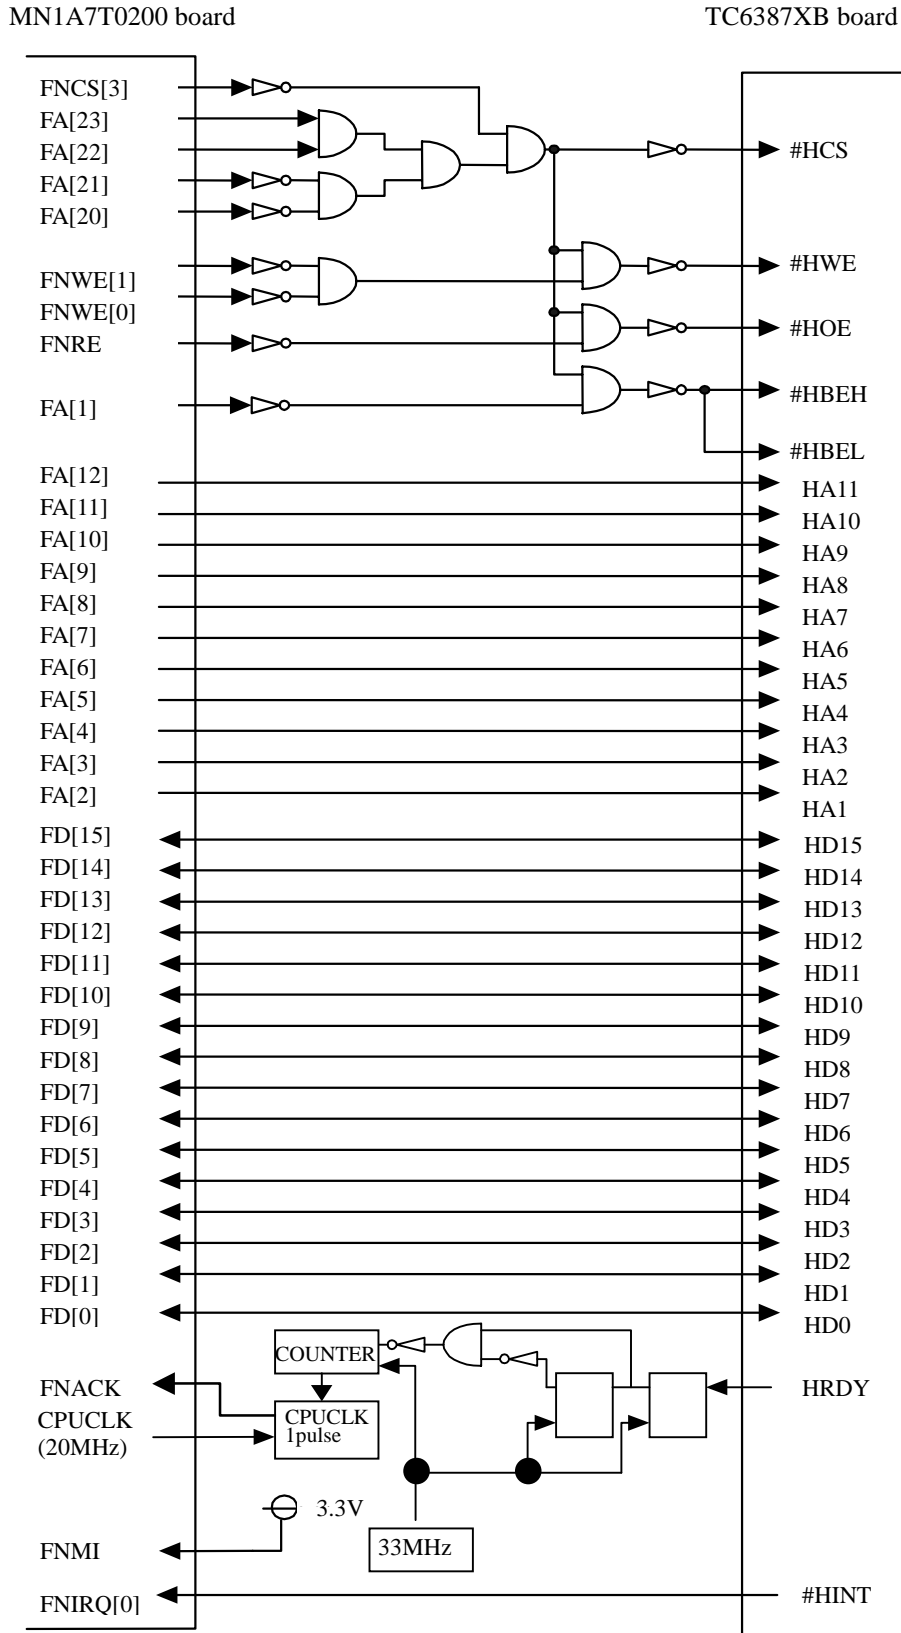 MN1A7T0200 board
TC6387XB board
FNCS[3]
FA[23]
FA[22]
#HCS
FA[21]
FA[20]
FNWE[1]
#HWE
FNWE[0]
FNRE
#HOE
FA[1]
#HBEH
#HBEL
FA[12]
HA11
FA[11]
HA10
FA[10]
HA9
FA[9]
HA8
FA[8]
HA7
FA[7]
HA6
FA[6]
HA5
FA[5]
HA4
FA[4]
HA3
FA[3]
HA2
FA[2]
HA1
FD[15]
HD15
FD[14]
HD14
FD[13]
HD13
FD[12]
HD12
FD[11]
HD11
FD[10]
HD10
FD[9]
HD9
FD[8]
HD8
FD[7]
HD7
FD[6]
HD6
FD[5]
HD5
FD[4]
HD4
FD[3]
HD3
FD[2]
HD2
FD[1]
HD1
FD[0]
HD0
COUNTER
FNACK
HRDY
CPUCLK
(20MHz)
CPUCLK
1pulse
3.3V
FNMI
33MHz
FNIRQ[0]
#HINT